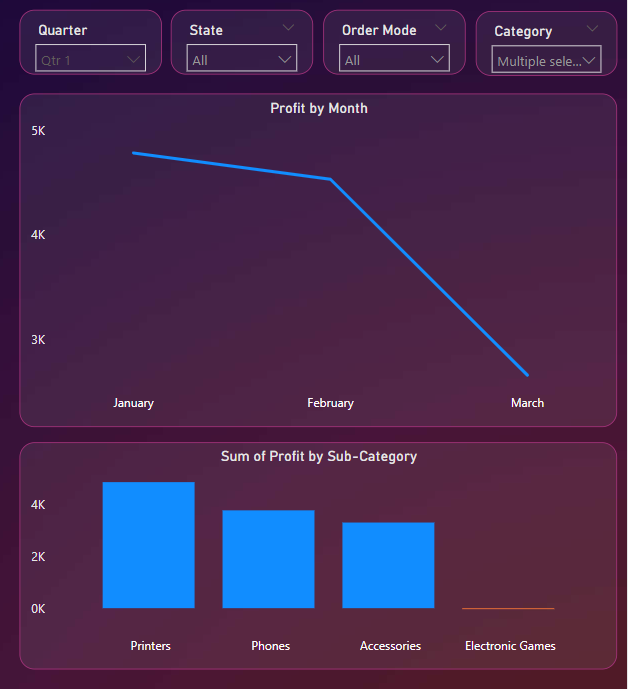 Quarter
Qtr 1
State
All
Order Mode
All
Category
Multiple sele...
Profit by Month
5K
4K
3K
January February March
Sum of Profit by Sub-Category
4K
2K
0K
Printers Phones Accessories Electronic Games